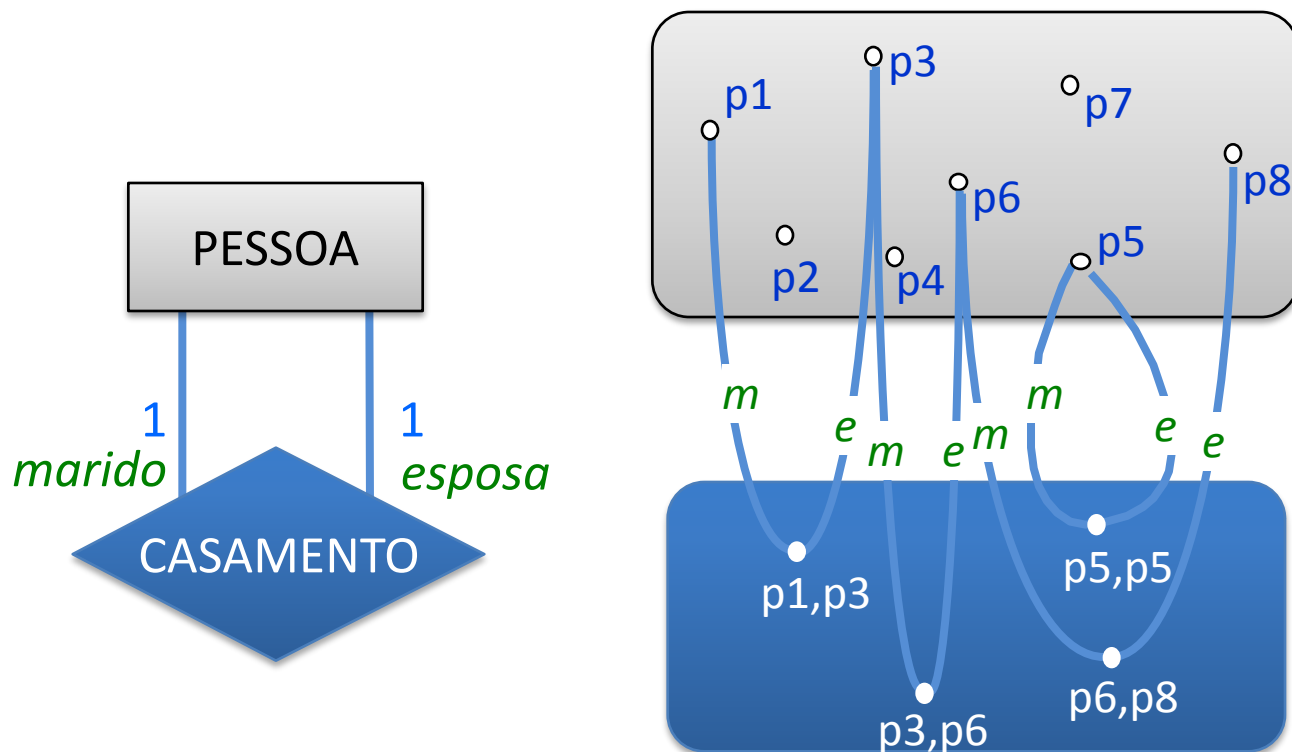 PESSOA
1
marido
1
esposa
CASAMENTO
p1
p3
p7
p6
p8
p2
p4
p5
m
e
m
e
m
m
e
e
p1,p3
p5,p5
p3,p6
p6,p8